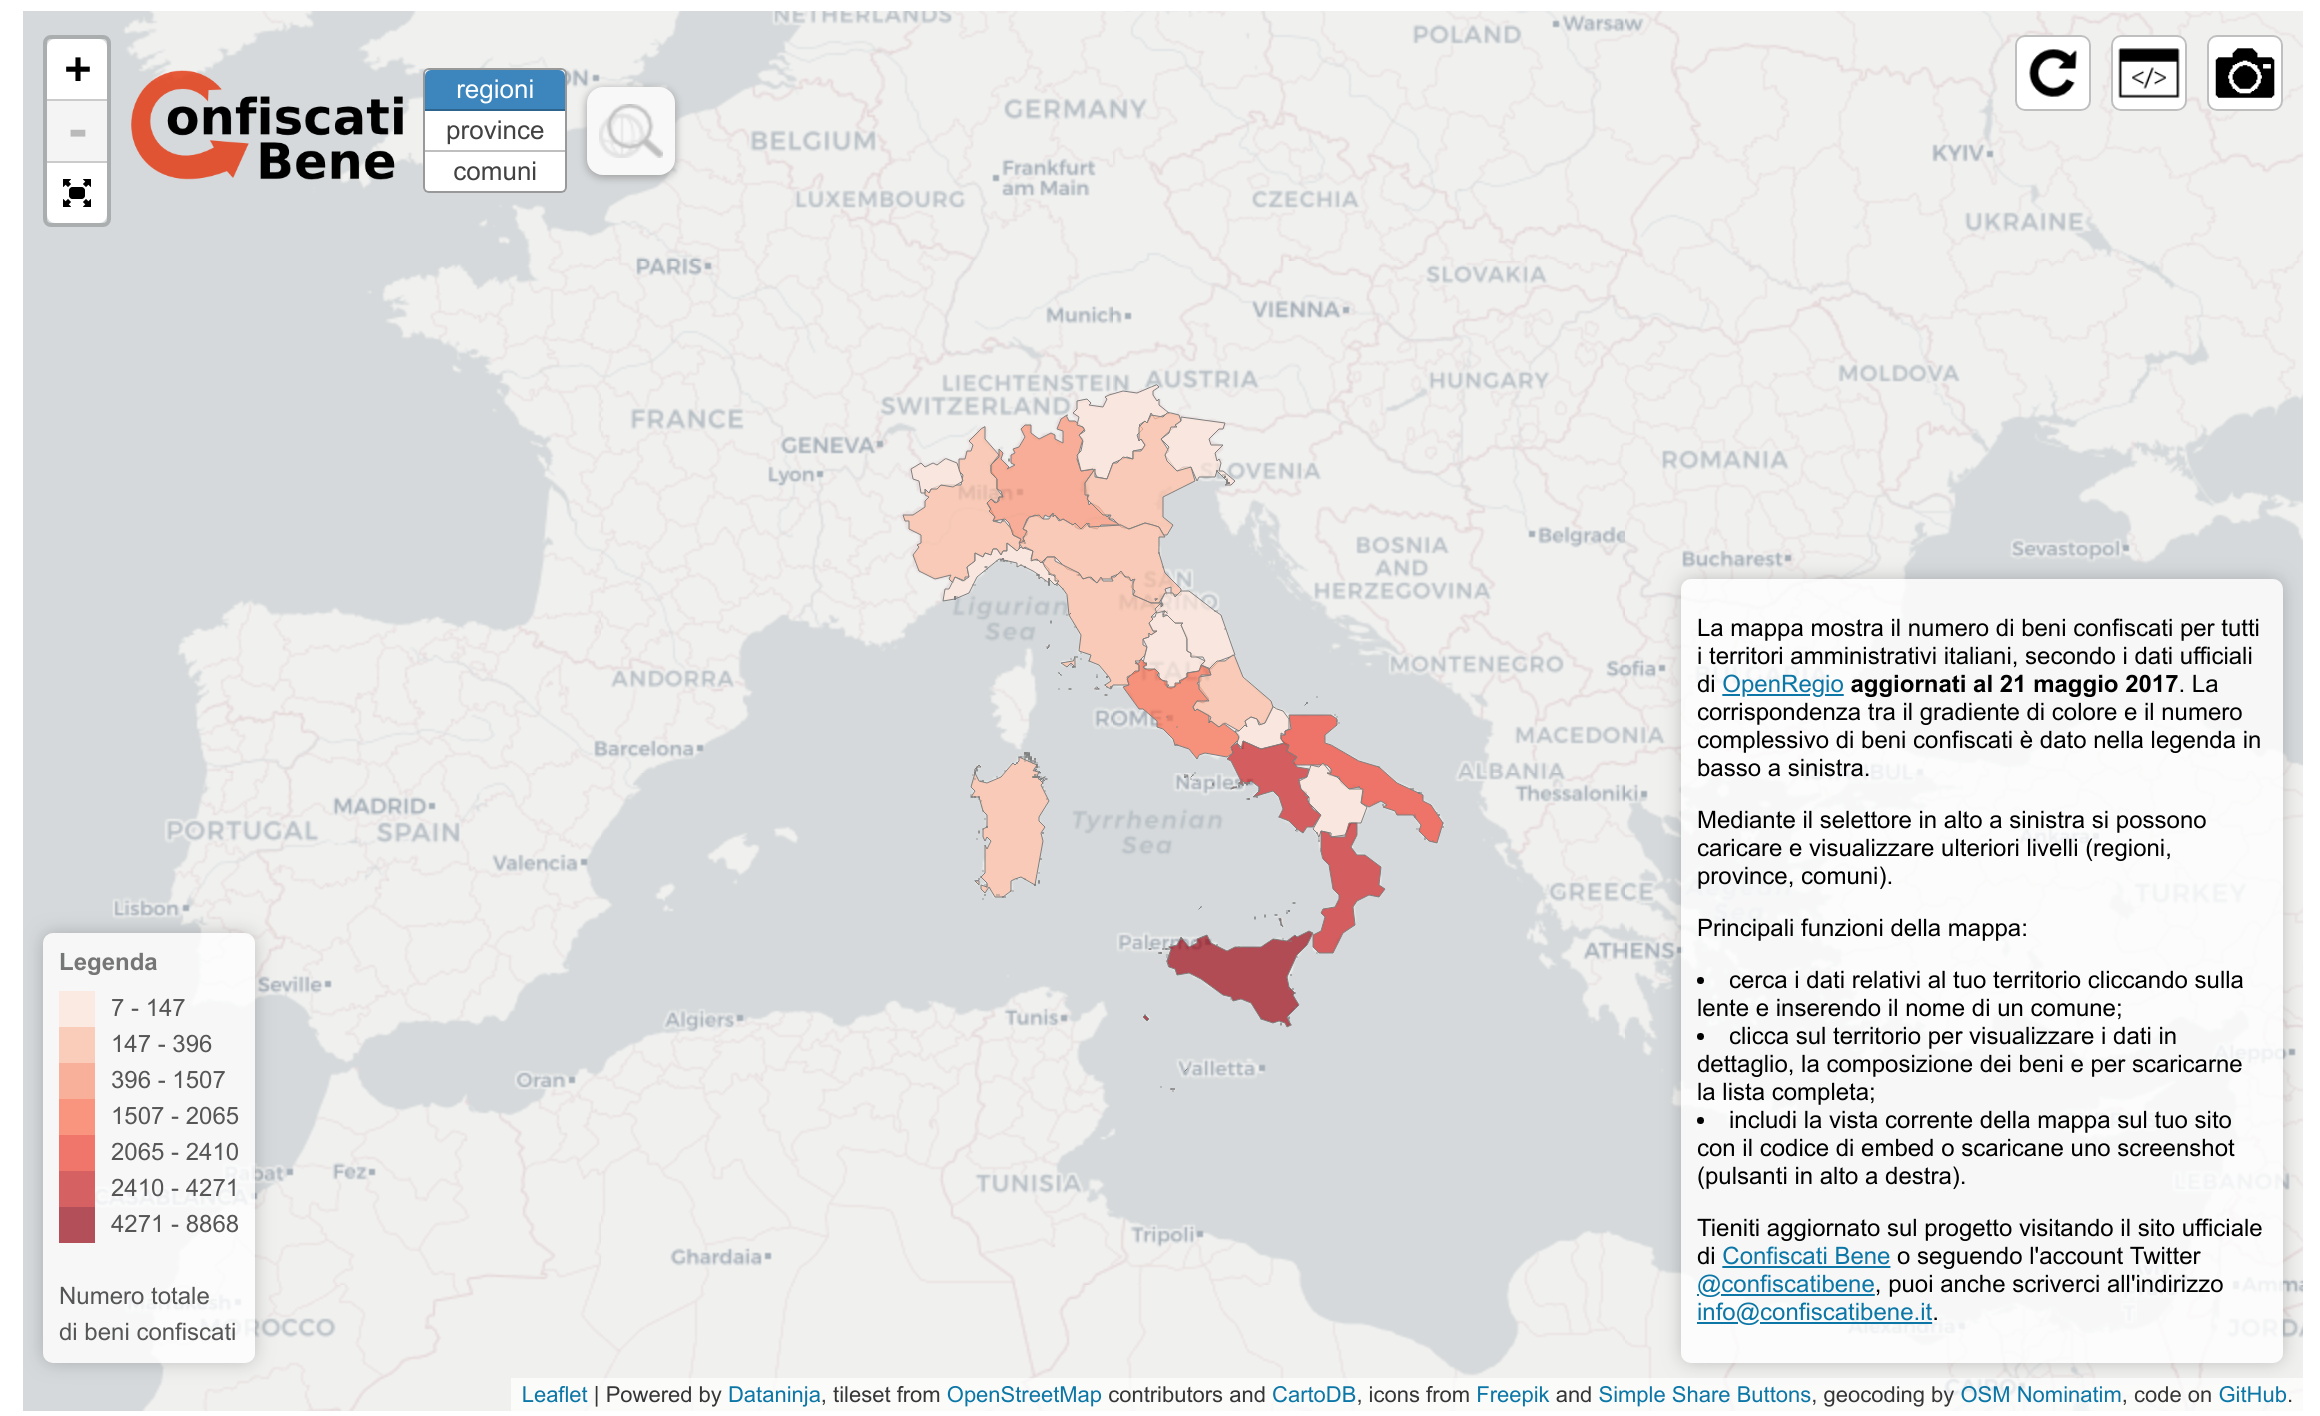 NETHERLANDS
POLAND
Warsaw
+
-
Confiscati
Bene
regioni
province
comuni
GERMANY
BELGIUM
Frankfurt
am Main
KYIV
LUXEMBOURG
CZECHIA
UKRAINE
PARIS
SLOVAKIA
Munich
VIENNA
LIECHTENSTEIN
AUSTRIA
HUNGARY
MOLDOVA
SWITZERLAND
FRANCE
GENEVA
Lyon
SLOVENIA
ROMANIA
Milan
Belgrade
BOSNIA
AND
HERZEGOVINA
Bucharest
Sevastopol
SAN
MARINO
Ligurian
Sea
ITALY
ANDORRA
MONTENEGRO
Sofia
ROME
Barcelona
MACEDONIA
ALBANIA
Thessaloniki
Naples
MADRID
PORTUGAL
SPAIN
Tyrrhenian
Sea
Valencia
GREECE
TURKEY
Lisbon
Palermo
ATHENS
Seville
Algiers
Tunis
Valletta
Aleppo
Oran
Fez
TUNISIA
LEBANON
Tripoli
Ghardaia
MOROCCO
Alexandria
CAIRO
Legenda
7 - 147
147 - 396
396 - 1507
1507 - 2065
2065 - 2410
2410 - 4271
4271 - 8868
Numero totale
di beni confiscati
La mappa mostra il numero di beni confiscati per tutti
i territori amministrativi italiani, secondo i dati ufficiali
di OpenRegio aggiornati al 21 maggio 2017. La
corrispondenza tra il gradiente di colore e il numero
complessivo di beni confiscati è dato nella legenda in
basso a sinistra.
Mediante il selettore in alto a sinistra si possono
caricare e visualizzare ulteriori livelli (regioni,
province, comuni).
Principali funzioni della mappa:
• cerca i dati relativi al tuo territorio cliccando sulla
lente e inserendo il nome di un comune;
• clicca sul territorio per visualizzare i dati in
dettaglio, la composizione dei beni e per scaricarne
la lista completa;
• includi la vista corrente della mappa sul tuo sito
con il codice di embed o scaricane uno screenshot
(pulsanti in alto a destra).
Tieniti aggiornato sul progetto visitando il sito ufficiale
di Confiscati Bene o seguendo l'account Twitter
@confiscatibene, puoi anche scriverci all'indirizzo
info@confiscatibene.it.
Leaflet | Powered by Dataninja, tileset from OpenStreetMap contributors and CartoDB, icons from Freepik and Simple Share Buttons, geocoding by OSM Nominatim, code on GitHub.